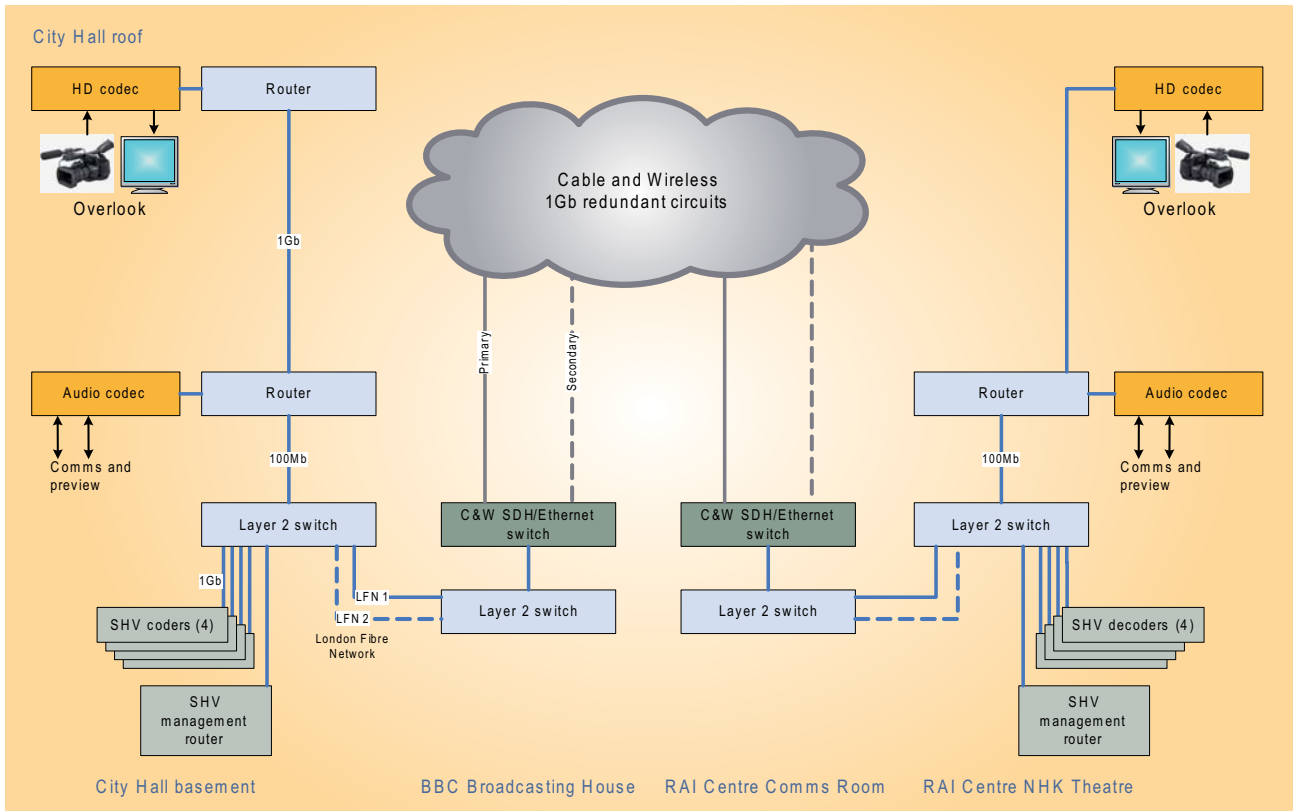 City Hall roof
HD codec
Router
HD codec
Overlook
Cable and Wireless
1Gb redundant circuits
Overlook
1Gb
Primary
Secondary
Audio codec
Router
Router
Audio codec
Comms and
preview
100Mb
100Mb
Comms and
preview
Layer 2 switch
C&W SDH/Ethernet
switch
C&W SDH/Ethernet
switch
Layer 2 switch
1Gb
LFN 1
LFN 2
London Fibre
Network
Layer 2 switch
Layer 2 switch
SHV coders (4)
SHV decoders (4)
SHV
management
router
SHV
management
router
City Hall basement
BBC Broadcasting House
RAI Centre Comms Room
RAI Centre NHK Theatre